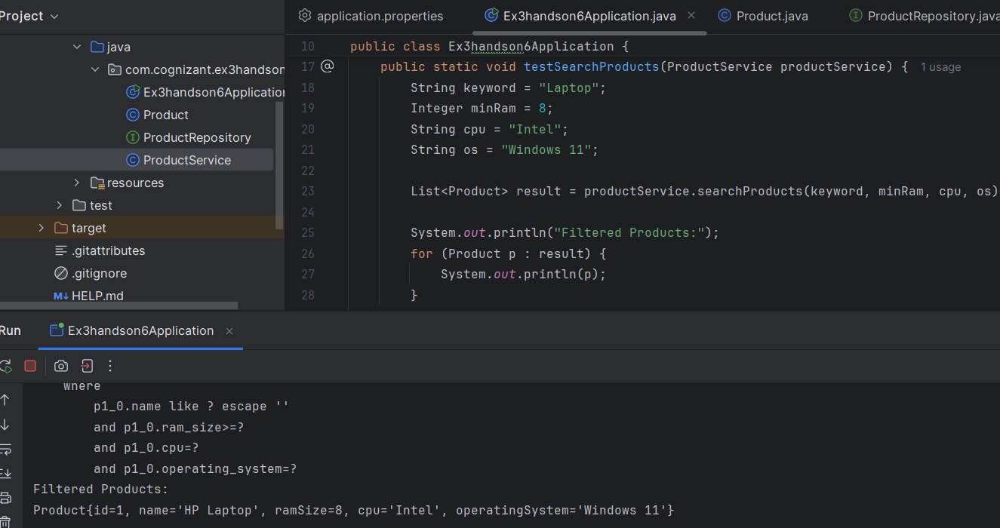 Project
application.properties
Ex3handson6Application.java
Product.java
ProductRepository.java
java
com.cognizant.ex3handson
Ex3handson6Application
Product
ProductRepository
ProductService
resources
test
target
.gitattributes
.gitignore
M↓ HELP.md
10 public class Ex3handson6Application {
17 @ public static void testSearchProducts(ProductService productService) { 1 usage
18 String keyword = "Laptop";
19 Integer minRam = 8;
20 String cpu = "Intel";
21 String os = "Windows 11";
22
23 List<Product> result = productService.searchProducts(keyword, minRam, cpu, os)
24
25 System.out.println("Filtered Products:");
26 for (Product p : result) {
27 System.out.println(p);
28 }
Run
Ex3handson6Application
where
p1_0.name like ? escape ''
and p1_0.ram_size>=?
and p1_0.cpu=?
and p1_0.operating_system=?
Filtered Products:
Product{id=1, name='HP Laptop', ramSize=8, cpu='Intel', operatingSystem='Windows 11'}